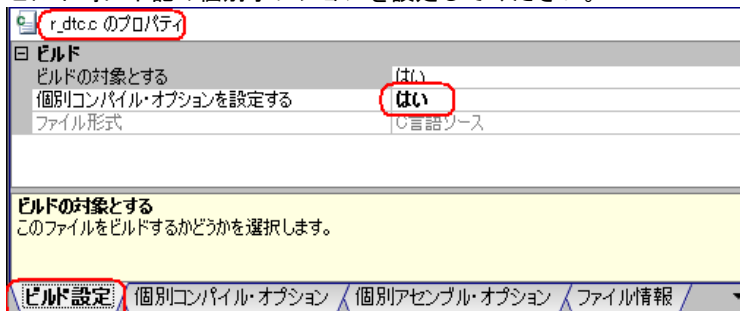 r_dtc.c のプロパティ
ビルド
ビルドの対象とする はい
個別コンパイル・オプションを設定する はい
ファイル形式 C言語ソース
ビルドの対象とする
このファイルをビルドするかどうかを選択します。
ビルド設定 個別コンパイル・オプション 個別アセンブル・オプション ファイル情報